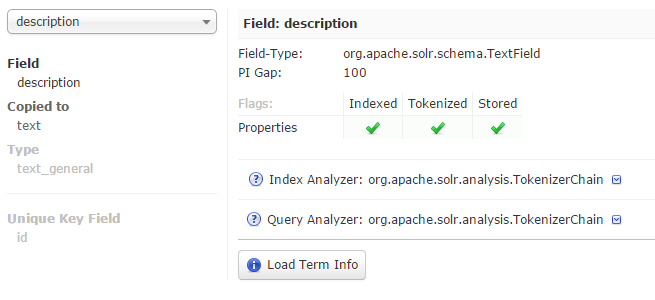 description
Field
description
Copied to
text
Type
text_general
Unique Key Field
id
Field: description
Field-Type: org.apache.solr.schema.TextField
PI Gap: 100
Flags: Indexed Tokenized Stored
Properties
Index Analyzer: org.apache.solr.analysis.TokenizerChain
Query Analyzer: org.apache.solr.analysis.TokenizerChain
Load Term Info